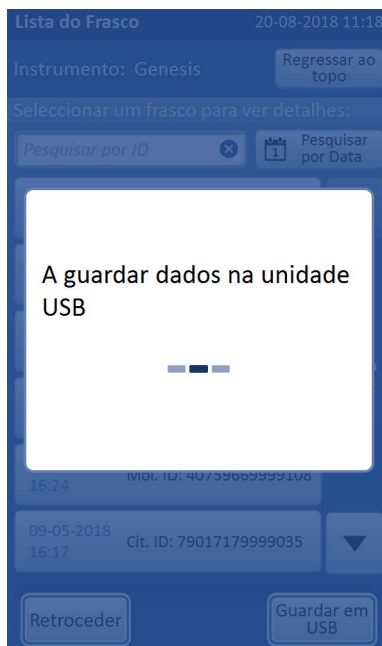 Lista do Frasco
20-08-2018 11:18
Instrumento: Genesis
Regressar ao
topo
Seleccionar um frasco para ver detalhes:
Pesquisar por ID
1
Pesquisar
por Data
A guardar dados na unidade
USB
16:24
Mol. ID: 40759669999108
09-05-2018
16:17
Cit. ID: 79017179999035
Retroceder
Guardar em
USB